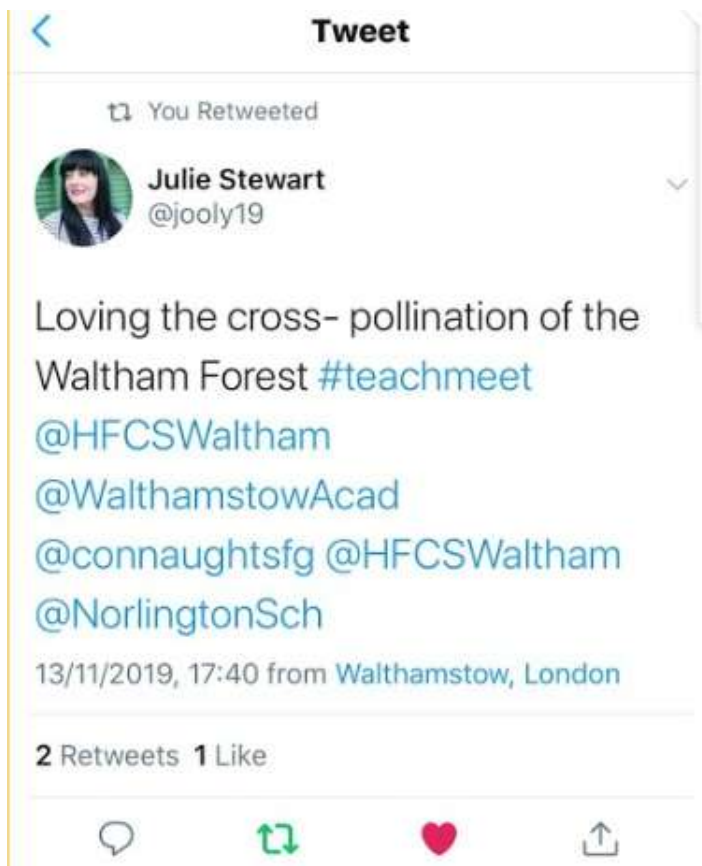 Tweet
You Retweeted
Julie Stewart
@jooly19
Loving the cross- pollination of the
Waltham Forest #teachmeet
@HFCSWaltham
@WalthamstowAcad
@connaughtsfg @HFCSWaltham
@NorlingtonSch
13/11/2019, 17:40 from Walthamstow, London
2 Retweets 1 Like